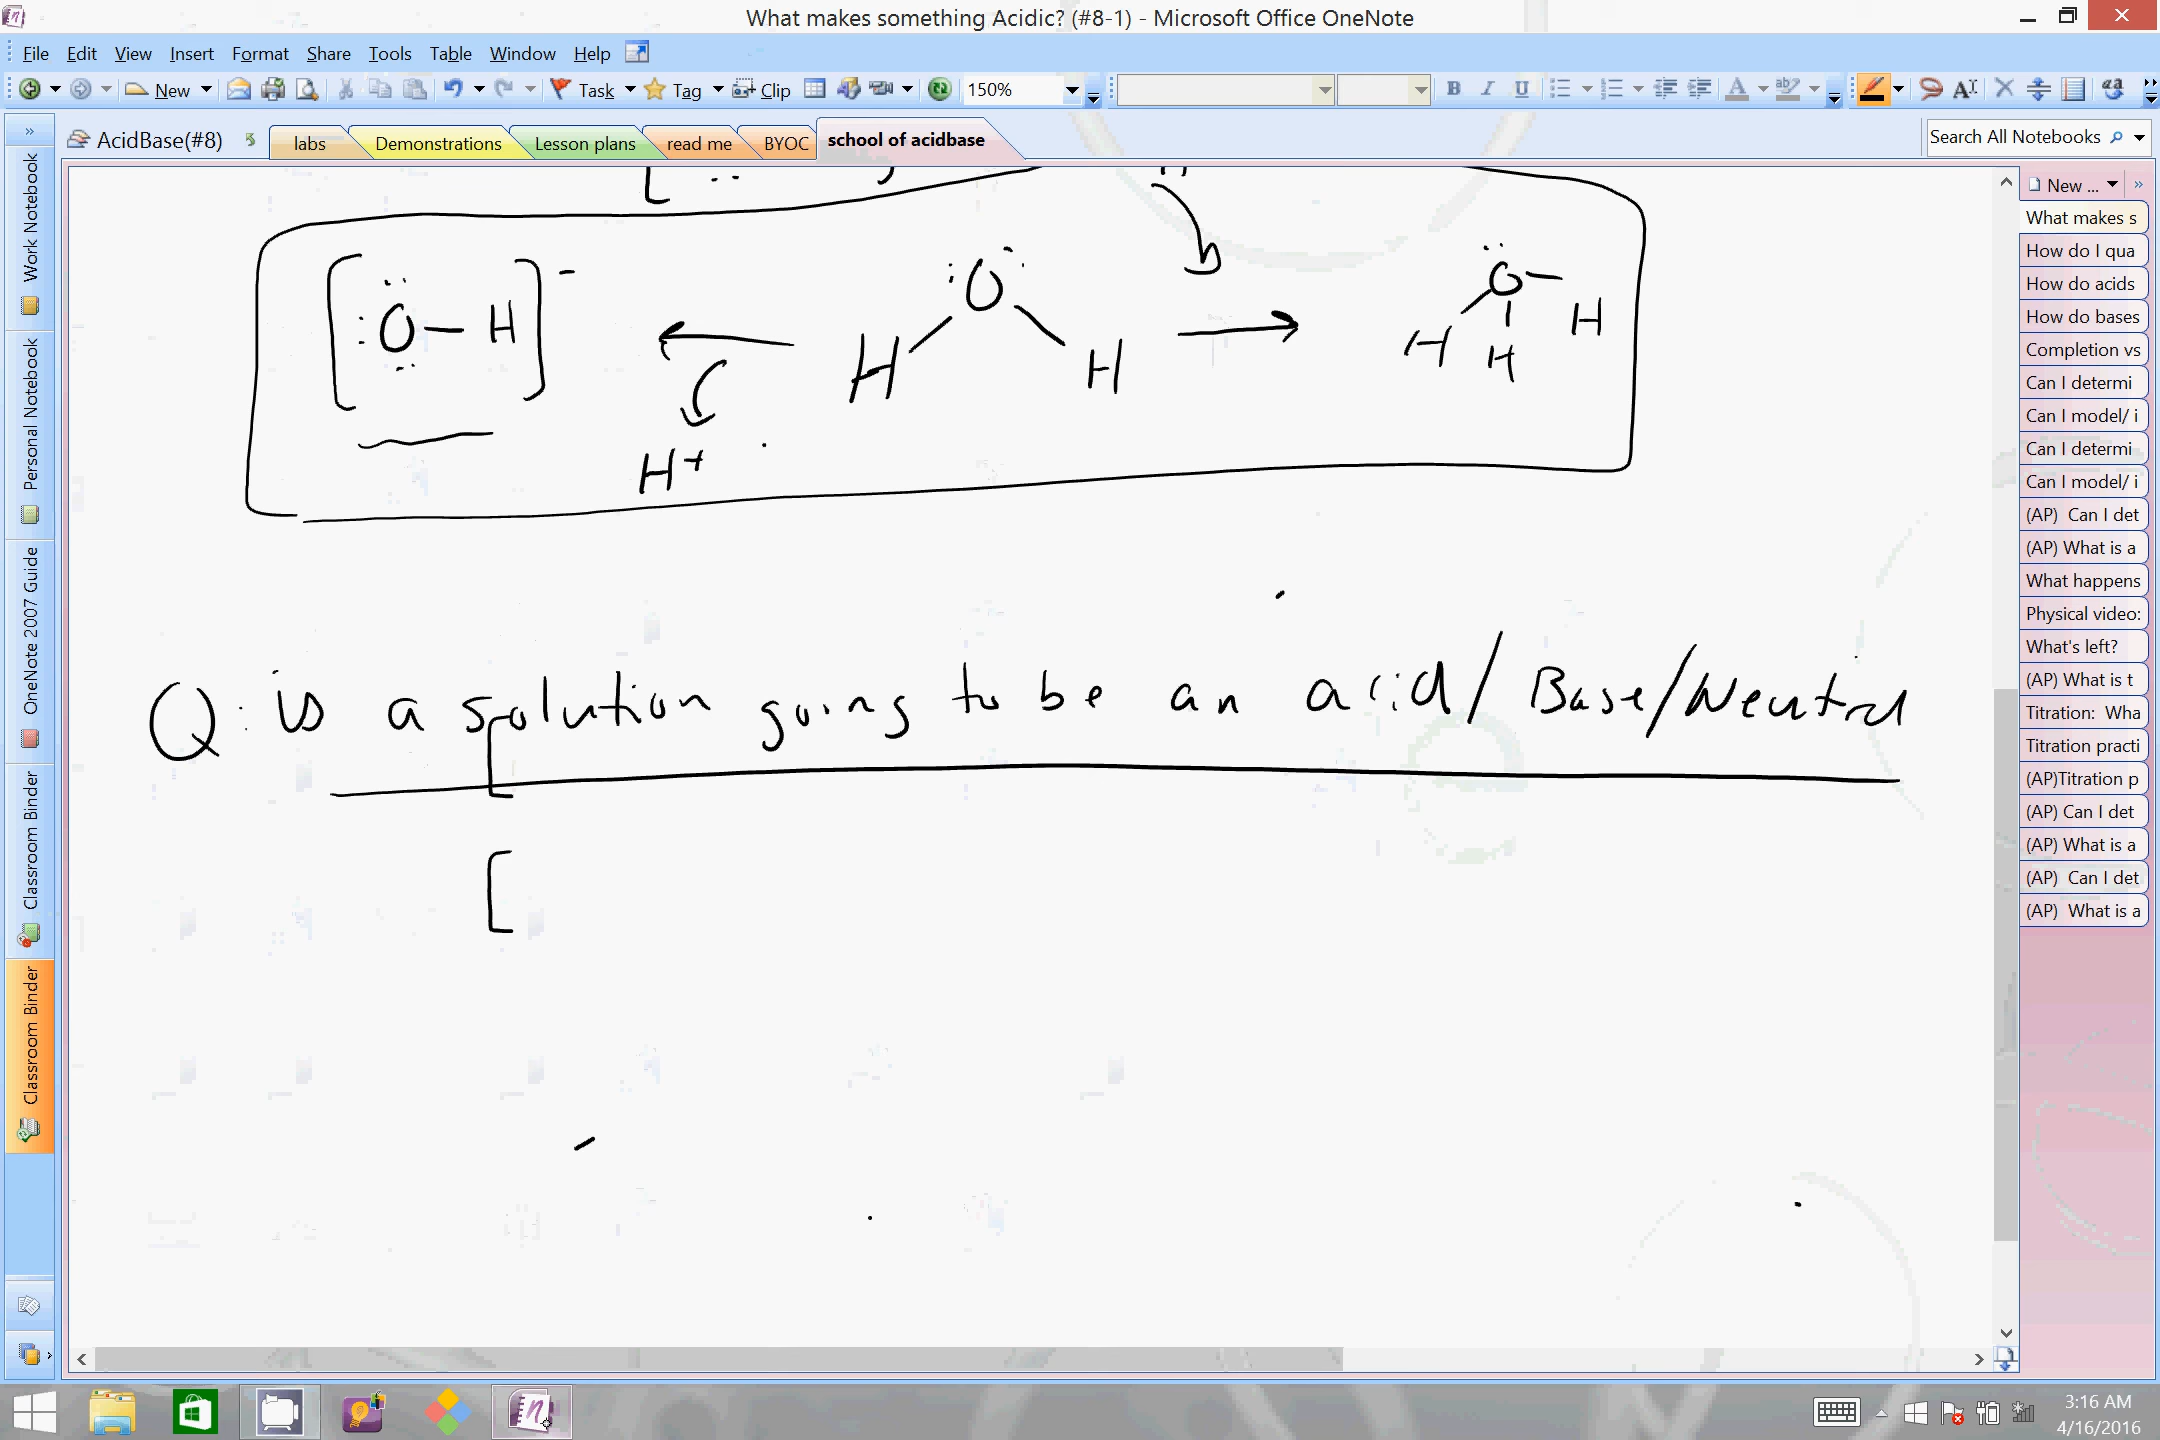 What makes something Acidic? (#8-1) - Microsoft Office OneNote
File Edit View Insert Format Share Tools Table Window Help
New Task Tag Clip 150% B I U
AcidBase(#8) labs Demonstrations Lesson plans read me BYOC school of acidbase
Search All Notebooks
Work Notebook
Personal Notebook
OneNote 2007 Guide
Classroom Binder
Classroom Binder
New ...
What makes s
How do I qua
How do acids
How do bases
Completion vs
Can I determi
Can I model/ i
Can I determi
Can I model/ i
(AP) Can I det
(AP) What is a
What happens
Physical video:
What's left?
(AP) What is t
Titration: Wha
Titration practi
(AP)Titration p
(AP) Can I det
(AP) What is a
(AP) Can I det
(AP) What is a
[:O-H]-
O
H H
O
H H H
H+
Q: is a solution going to be an acid/Base/Neutral
[
3:16 AM
4/16/2016